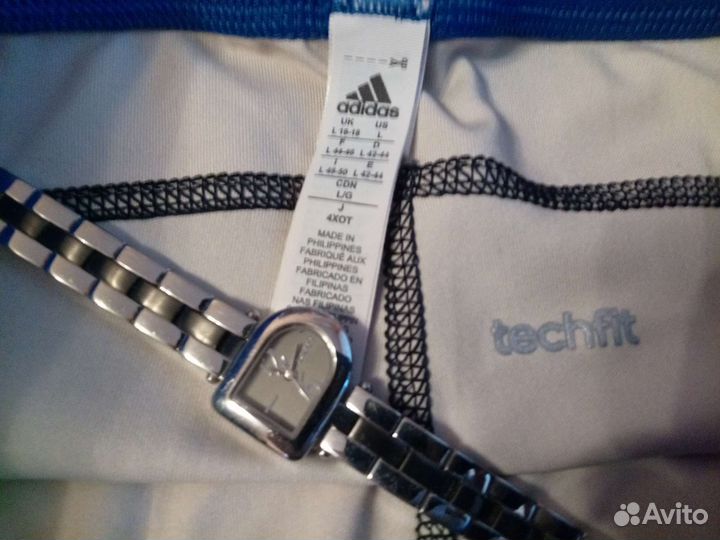 adidas
UK US
L 16-18 L
F D
L 44-46 L 42-44
I E
L 48-50 L 42-44
CDN
L/G
J
4XOT
MADE IN
PHILIPPINES
FABRIQUÉ AUX
PHILIPPINES
FABRICADO EN
FILIPINAS
FABRICADO
NAS FILIPINAS
techfit
Avito